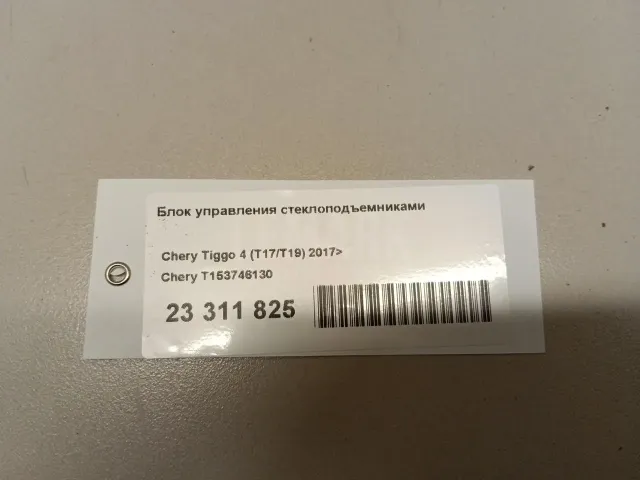 Блок управления стеклоподъемниками
Chery Tiggo 4 (T17/T19) 2017>
Chery T153746130
23 311 825